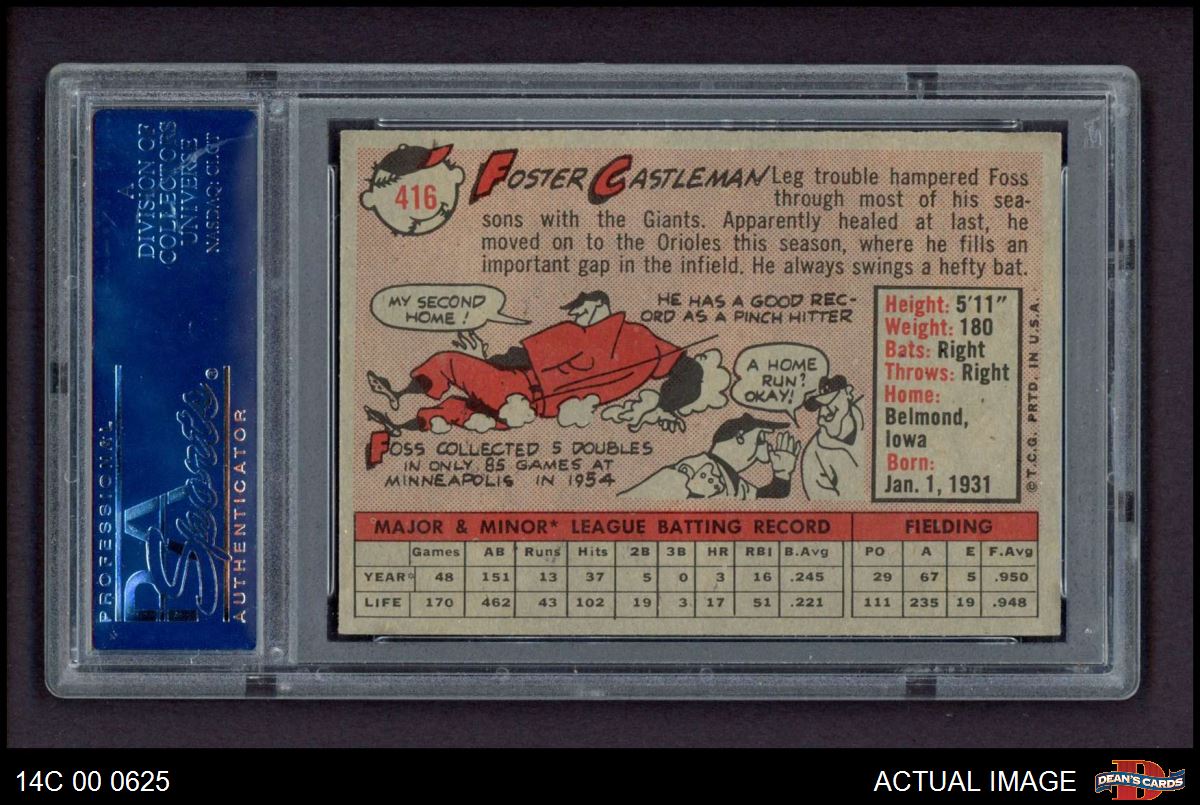 A
DIVISION OF
COLLECTORS
UNIVERSE
NASDAQ: CLCT
PROFESSIONAL
PSA
Sports®
AUTHENTICATOR
416
FOSTER CASTLEMAN Leg trouble hampered Foss
through most of his sea-
sons with the Giants. Apparently healed at last, he
moved on to the Orioles this season, where he fills an
important gap in the infield. He always swings a hefty bat.
MY SECOND
HOME!
HE HAS A GOOD REC-
ORD AS A PINCH HITTER
A HOME
RUN?
OKAY!
FOSS COLLECTED 5 DOUBLES
IN ONLY 85 GAMES AT
MINNEAPOLIS IN 1954
Height: 5'11"
Weight: 180
Bats: Right
Throws: Right
Home:
Belmond,
Iowa
Born:
Jan. 1, 1931
© T.C.G. PRTD. IN U.S.A.
MAJOR & MINOR* LEAGUE BATTING RECORD FIELDING
Games AB Runs Hits 2B 3B HR RBI B.Avg PO A E F.Avg
YEAR* 48 151 13 37 5 0 3 16 .245 29 67 5 .950
LIFE 170 462 43 102 19 3 17 51 .221 111 235 19 .948
14C 00 0625
ACTUAL IMAGE
DEAN'S CARDS